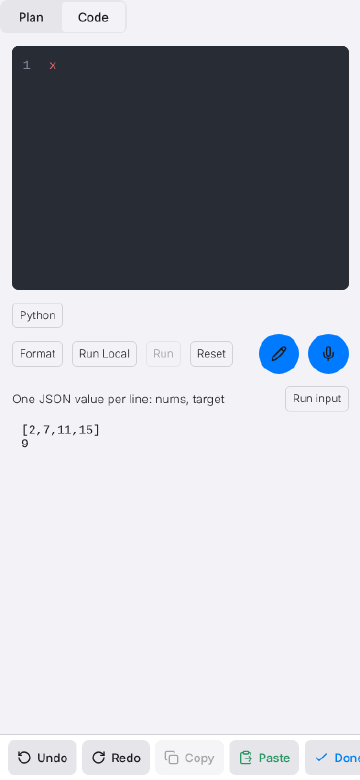 Plan Code
1 x
Python
Format Run Local Run Reset
One JSON value per line: nums, target Run input
[2,7,11,15]
9
Undo Redo Copy Paste Done